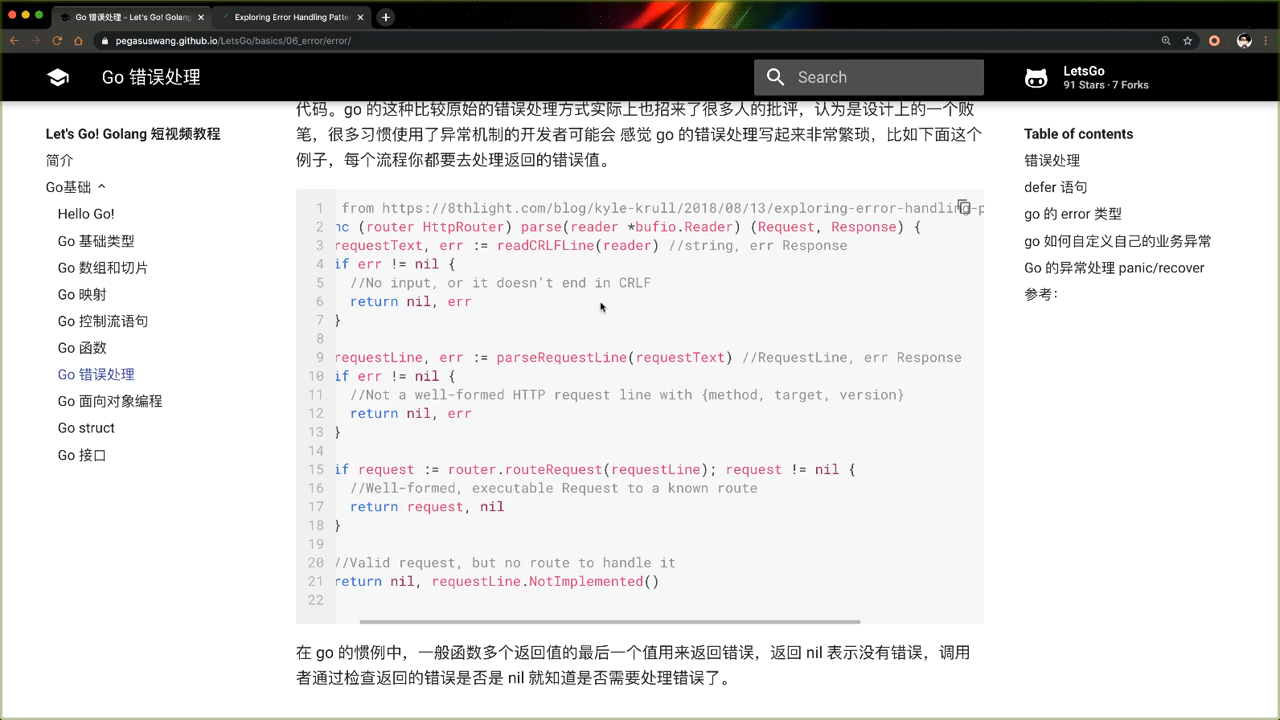 Go 错误处理 - Let's Go! Golang
Exploring Error Handling Patte
pegasuswang.github.io/LetsGo/basics/06_error/error/
Go 错误处理
Search
LetsGo
91 Stars · 7 Forks
Let's Go! Golang 短视频教程
简介
Go基础
Hello Go!
Go 基础类型
Go 数组和切片
Go 映射
Go 控制流语句
Go 函数
Go 错误处理
Go 面向对象编程
Go struct
Go 接口
代码。go 的这种比较原始的错误处理方式实际上也招来了很多人的批评，认为是设计上的一个败
笔，很多习惯使用了异常机制的开发者可能会 感觉 go 的错误处理写起来非常繁琐，比如下面这个
例子，每个流程你都要去处理返回的错误值。
1 from https://8thlight.com/blog/kyle-krull/2018/08/13/exploring-error-handling-p
2 nc (router HttpRouter) parse(reader *bufio.Reader) (Request, Response) {
3 requestText, err := readCRLFLine(reader) //string, err Response
4 if err != nil {
5 //No input, or it doesn't end in CRLF
6 return nil, err
7 }
8
9 requestLine, err := parseRequestLine(requestText) //RequestLine, err Response
10 if err != nil {
11 //Not a well-formed HTTP request line with {method, target, version}
12 return nil, err
13 }
14
15 if request := router.routeRequest(requestLine); request != nil {
16 //Well-formed, executable Request to a known route
17 return request, nil
18 }
19
20 //Valid request, but no route to handle it
21 return nil, requestLine.NotImplemented()
22
在 go 的惯例中，一般函数多个返回值的最后一个值用来返回错误，返回 nil 表示没有错误，调用
者通过检查返回的错误是否是 nil 就知道是否需要处理错误了。
Table of contents
错误处理
defer 语句
go 的 error 类型
go 如何自定义自己的业务异常
Go 的异常处理 panic/recover
参考：